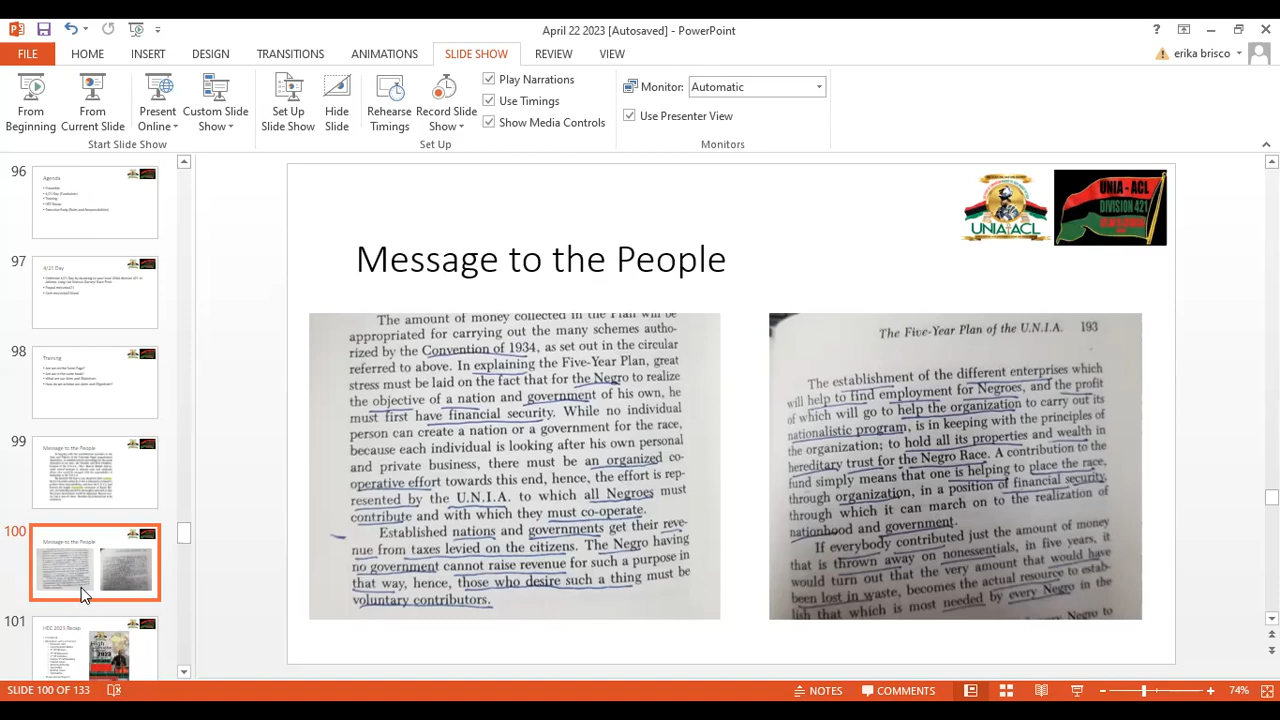 April 22 2023 [Autosaved] - PowerPoint
FILE
HOME
INSERT
DESIGN
TRANSITIONS
ANIMATIONS
SLIDE SHOW
REVIEW
VIEW
erika brisco
From
Beginning
From
Current Slide
Present
Online
Custom Slide
Show
Start Slide Show
Set Up
Slide Show
Hide
Slide
Rehearse
Timings
Record Slide
Show
Play Narrations
Use Timings
Show Media Controls
Set Up
Monitor:
Automatic
Use Presenter View
Monitors
96
Agenda
97
4/21 Day
98
Training
99
Message to the People
100
Message to the People
101
HEC 2023 Recap
UNIA ACL
UNIA - ACL
DIVISION 421
Message to the People
The amount of money collected in the Plan will be
appropriated for carrying out the many schemes autho-
rized by the Convention of 1934, as set out in the circular
referred to above. In explaining the Five-Year Plan, great
stress must be laid on the fact that for the Negro to realize
the objective of a nation and government of his own, he
must first have financial security. While no individual
person can create a nation or a government for the race,
because each individual is looking after his own personal
and private business, there must be an organized co-
operative effort towards this end, hence, the effort is rep-
resented by the U.N.I.A. to which all Negroes must
contribute and with which they must co-operate.
Established nations and governments get their reve-
nue from taxes levied on the citizens. The Negro having
no government cannot raise revenue for such a purpose in
that way, hence, those who desire such a thing must be
voluntary contributors.
The Five-Year Plan of the U.N.I.A. 193
The establishment of the different enterprises which
will help to find employment for Negroes, and the profit
of which will go to help the organization to carry out its
nationalistic program, is in keeping with the principles of
the organization; to hold all its properties and wealth in
hereditary trust for the Negro Race. A contribution to the
fund simply means that one is helping to place the race,
through organization, in a position of financial security,
through which it can march on to the realization of
nationhood and government.
If everybody contributed just the amount of money
that is thrown away on nonessentials, in five years, it
would turn out that the very amount that would have
been lost in waste, becomes the actual resource to estab-
lish that which is most needed by every Negro in the
Negro to
SLIDE 100 OF 133
NOTES
COMMENTS
74%